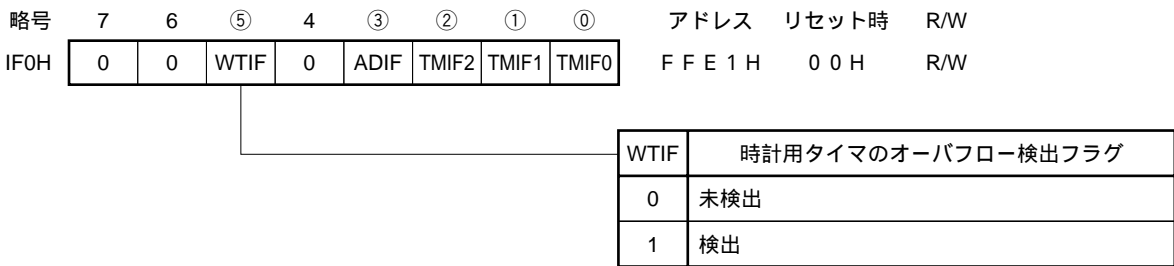 略号 7 6 ⑤ 4 ③ ② ① ⓪ アドレス リセット時 R/W
IF0H 0 0 WTIF 0 ADIF TMIF2 TMIF1 TMIF0 FFE1H 00H R/W
WTIF 時計用タイマのオーバフロー検出フラグ
0 未検出
1 検出